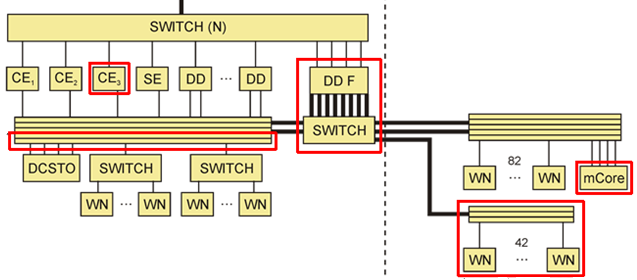 SWITCH (N)
CE1 CE2 CE3 SE DD ... DD DD F
SWITCH
82
DCSTO SWITCH SWITCH WN ... WN mCore
WN ... WN WN ... WN
42
WN ... WN